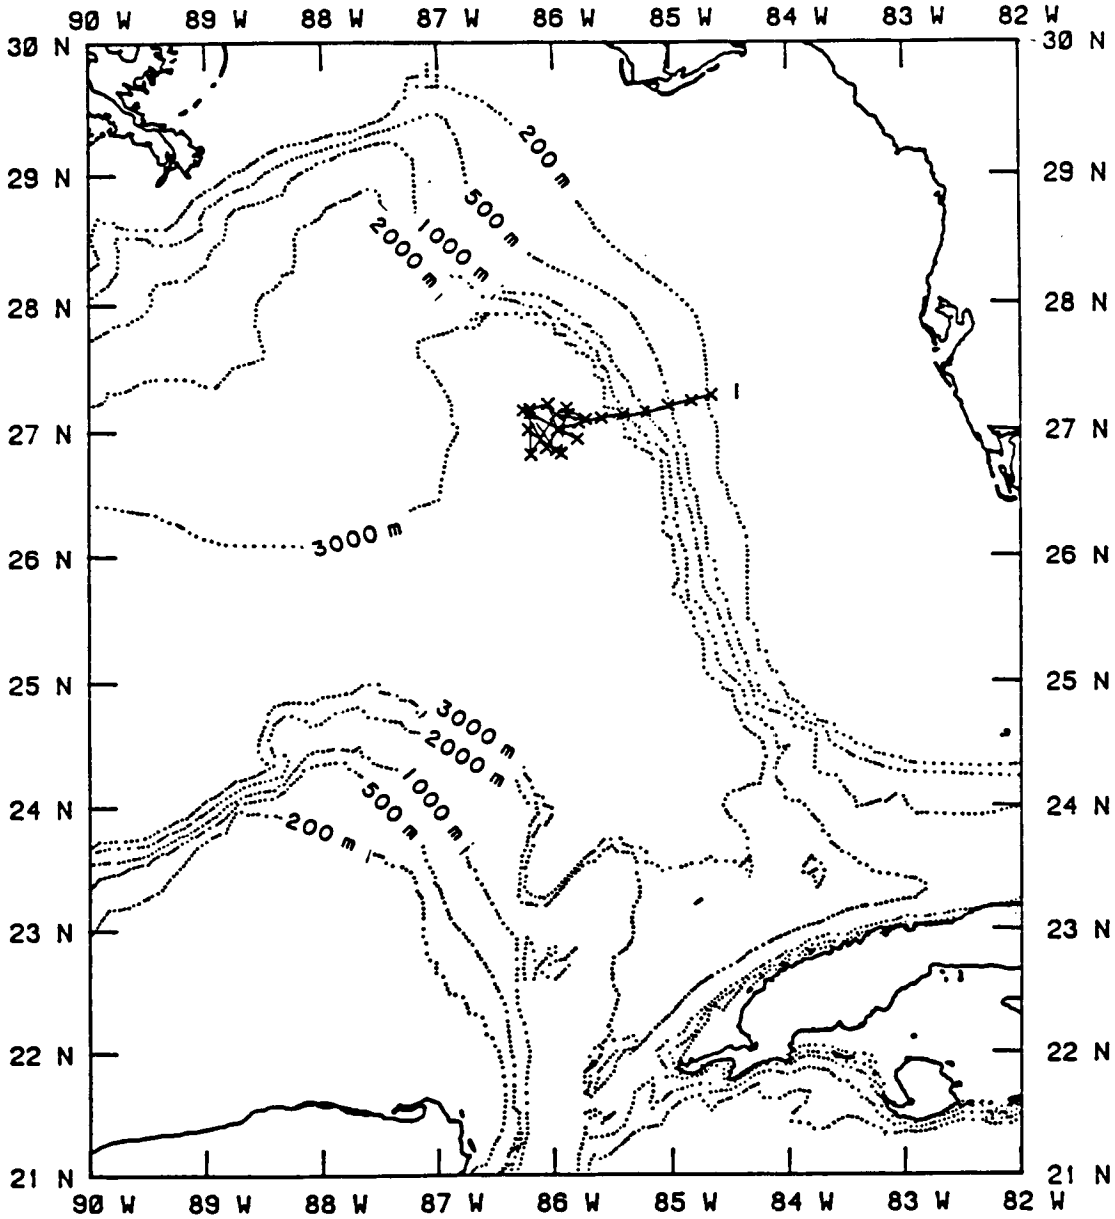 90 W 89 W 88 W 87 W 86 W 85 W 84 W 83 W 82 W
30 N 30 N
200 m
29 N 29 N
500 m
1000 m
2000 m
28 N 28 N
1
27 N 27 N
3000 m
26 N 26 N
25 N 25 N
3000 m
2000 m
1000 m
500 m
200 m
24 N 24 N
23 N 23 N
22 N 22 N
21 N 21 N
90 W 89 W 88 W 87 W 86 W 85 W 84 W 83 W 82 W